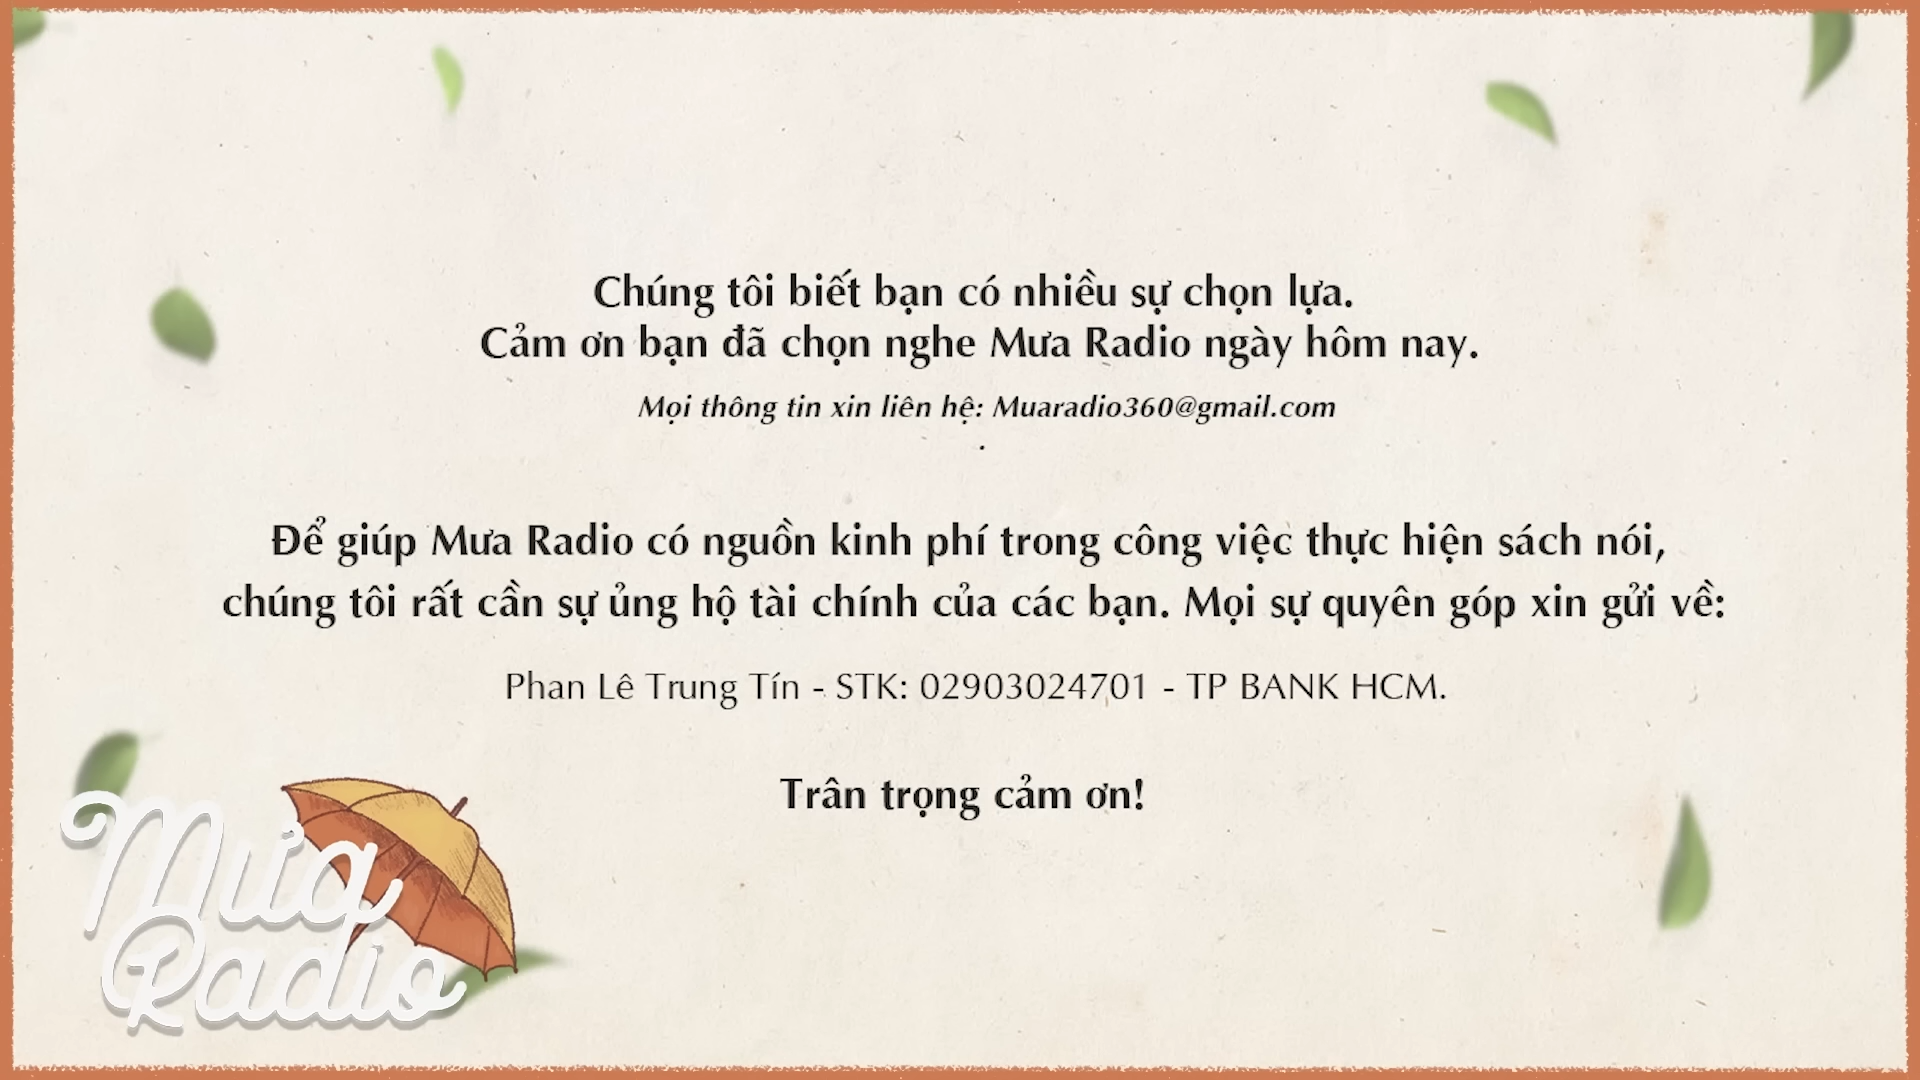 Chúng tôi biết bạn có nhiều sự chọn lựa.
Cảm ơn bạn đã chọn nghe Mưa Radio ngày hôm nay.
Mọi thông tin xin liên hệ: Muaradio360@gmail.com
.
Để giúp Mưa Radio có nguồn kinh phí trong công việc thực hiện sách nói,
chúng tôi rất cần sự ủng hộ tài chính của các bạn. Mọi sự quyên góp xin gửi về:
Phan Lê Trung Tín - STK: 02903024701 - TP BANK HCM.
Trân trọng cảm ơn!
Mưa
Radio